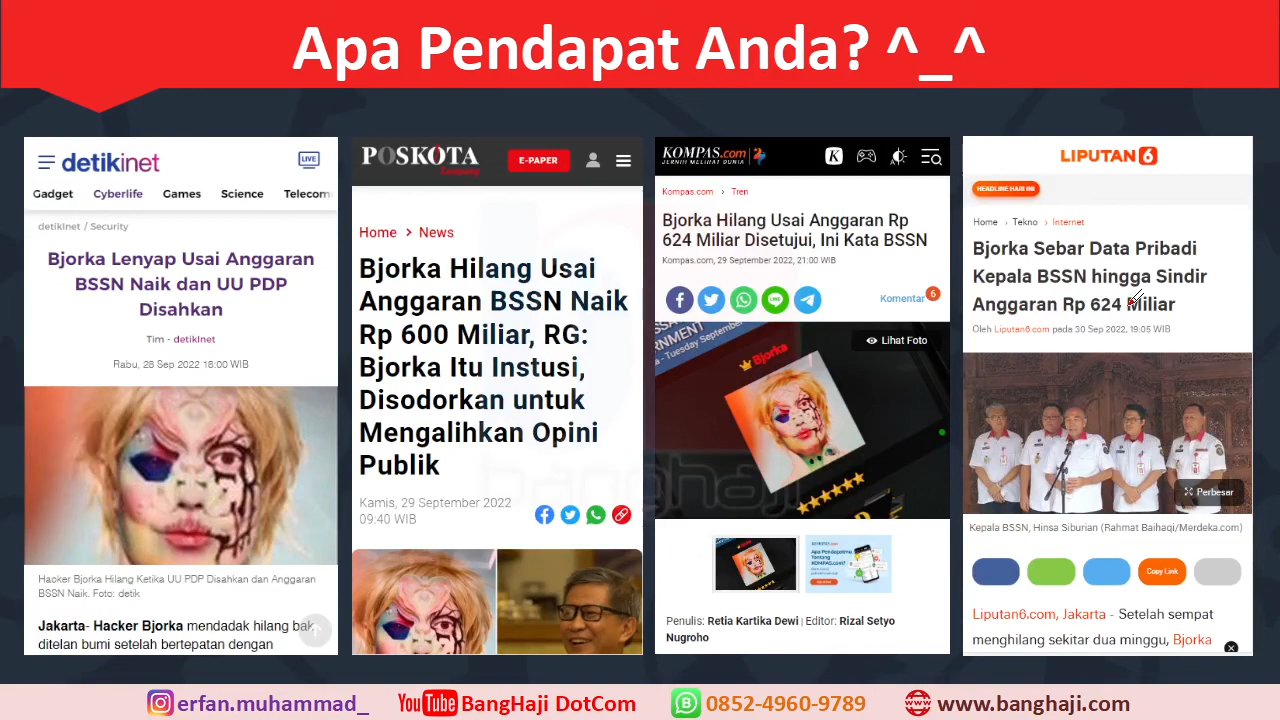 Apa Pendapat Anda? ^_^
detikinet
LIVE
Gadget Cyberlife Games Science Telecom
detikInet / Security
Bjorka Lenyap Usai Anggaran
BSSN Naik dan UU PDP
Disahkan
Tim - detikInet
Rabu, 28 Sep 2022 18:00 WIB
Hacker Bjorka Hilang Ketika UU PDP Disahkan dan Anggaran
BSSN Naik. Foto: detik
Jakarta- Hacker Bjorka mendadak hilang bak
ditelan bumi setelah bertepatan dengan
POSKOTA
Lampung
E-PAPER
Home > News
Bjorka Hilang Usai
Anggaran BSSN Naik
Rp 600 Miliar, RG:
Bjorka Itu Instusi,
Disodorkan untuk
Mengalihkan Opini
Publik
Kamis, 29 September 2022
09:40 WIB
KOMPAS.com
JERNIH MELIHAT DUNIA
K
Kompas.com > Tren
Bjorka Hilang Usai Anggaran Rp
624 Miliar Disetujui, Ini Kata BSSN
Kompas.com, 29 September 2022, 21:00 WIB
Komentar 6
Lihat Foto
Tuesday Septem
Bjorka
Penulis: Retia Kartika Dewi | Editor: Rizal Setyo
Nugroho
LIPUTAN 6
HEADLINE HARI INI
Home > Tekno > Internet
Bjorka Sebar Data Pribadi
Kepala BSSN hingga Sindir
Anggaran Rp 624 Miliar
Oleh Liputan6.com pada 30 Sep 2022, 19:05 WIB
Perbesar
Kepala BSSN, Hinsa Siburian (Rahmat Baihaqi/Merdeka.com)
Copy Link
Liputan6.com, Jakarta - Setelah sempat
menghilang sekitar dua minggu, Bjorka
banghaji
erfan.muhammad_
YouTube BangHaji DotCom
0852-4960-9789
www.banghaji.com